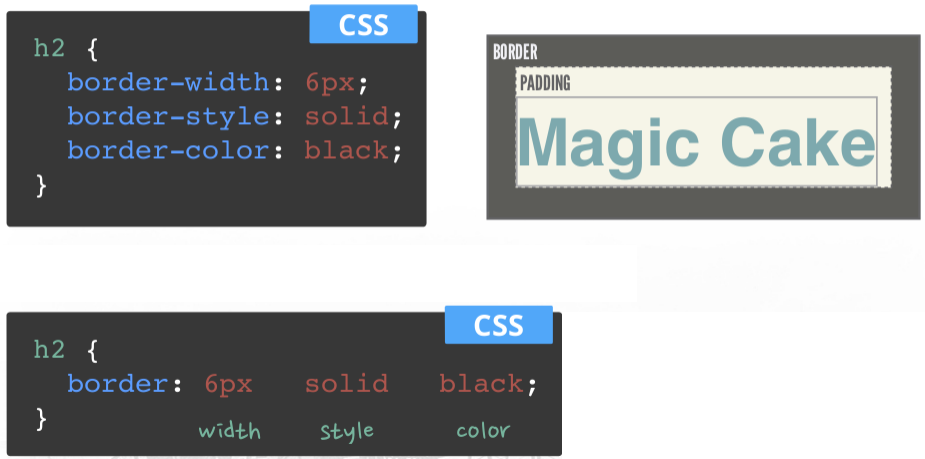 CSS
h2 {
border-width: 6px;
border-style: solid;
border-color: black;
}
BORDER
PADDING
Magic Cake
CSS
h2 {
border: 6px solid black;
}
width style color